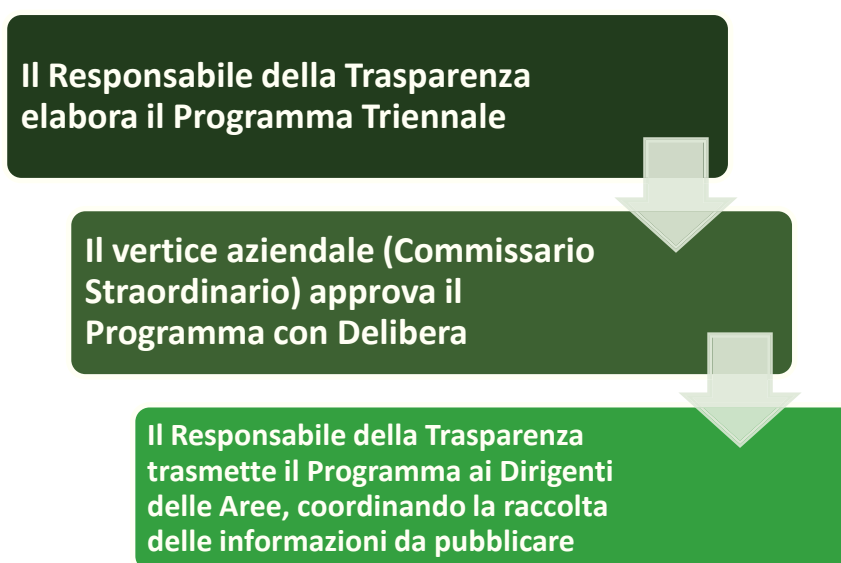 Il Responsabile della Trasparenza
elabora il Programma Triennale
Il vertice aziendale (Commissario
Straordinario) approva il
Programma con Delibera
Il Responsabile della Trasparenza
trasmette il Programma ai Dirigenti
delle Aree, coordinando la raccolta
delle informazioni da pubblicare